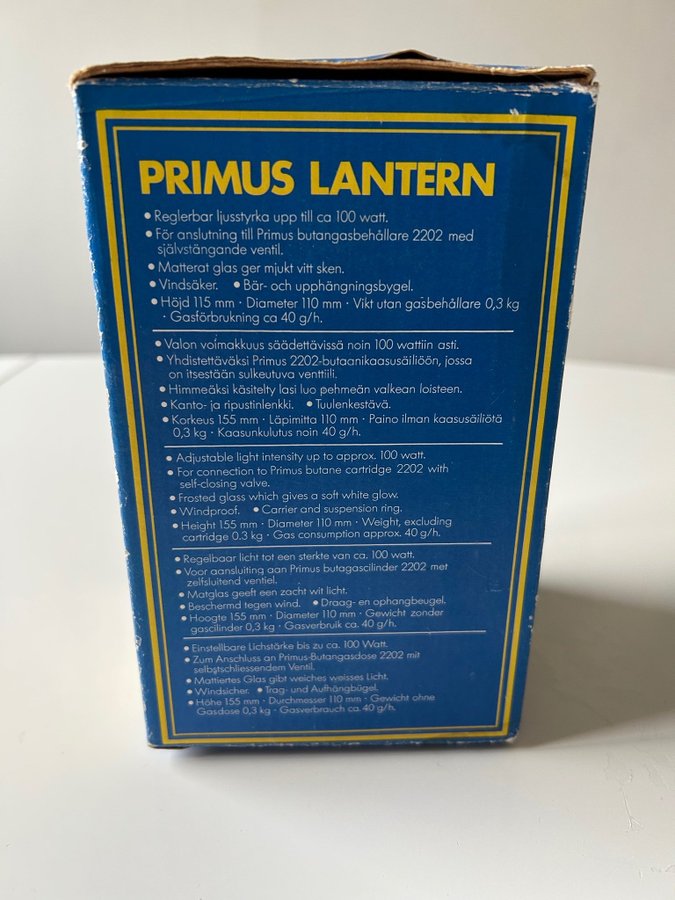 PRIMUS LANTERN
• Reglerbar ljusstyrka upp till ca 100 watt.
• För anslutning till Primus butangasbehållare 2202 med
självstängande ventil.
• Matterat glas ger mjukt vitt sken.
• Vindsäker. • Bär- och upphängningsbygel.
• Höjd 115 mm · Diameter 110 mm · Vikt utan gasbehållare 0,3 kg
· Gasförbrukning ca 40 g/h.
• Valon voimakkuus säädettävissä noin 100 wattiin asti.
• Yhdistettäväksi Primus 2202-butaanikaasusäiliöön, jossa
on itsestään sulkeutuva venttiili.
• Himmeäksi käsitelty lasi luo pehmeän valkean loisteen.
• Kanto- ja ripustinlenkki. • Tuulenkestävä.
• Korkeus 155 mm · Läpimitta 110 mm · Paino ilman kaasusäiliötä
0,3 kg · Kaasunkulutus noin 40 g/h.
• Adjustable light intensity up to approx. 100 watt.
• For connection to Primus butane cartridge 2202 with
self-closing valve.
• Frosted glass which gives a soft white glow.
• Windproof. • Carrier and suspension ring.
• Height 155 mm · Diameter 110 mm · Weight, excluding
cartridge 0.3 kg · Gas consumption approx. 40 g/h.
• Regelbaar licht tot een sterkte van ca. 100 watt.
• Voor aansluiting aan Primus butagascilinder 2202 met
zelfsluitend ventiel.
• Matglas geeft een zacht wit licht.
• Beschermd tegen wind. • Draag- en ophangbeugel.
• Hoogte 155 mm · Diameter 110 mm · Gewicht zonder
gascilinder 0,3 kg · Gasverbruik ca. 40 g/h.
• Einstellbare Lichstärke bis zu ca. 100 Watt.
• Zum Anschluss an Primus-Butangasdose 2202 mit
selbstschliessendem Ventil.
• Mattiertes Glas gibt weiches weisses Licht.
• Windsicher. • Trag- und Aufhängbügel.
• Höhe 155 mm · Durchmesser 110 mm · Gewicht ohne
Gasdose 0,3 kg · Gasverbrauch ca. 40 g/h.